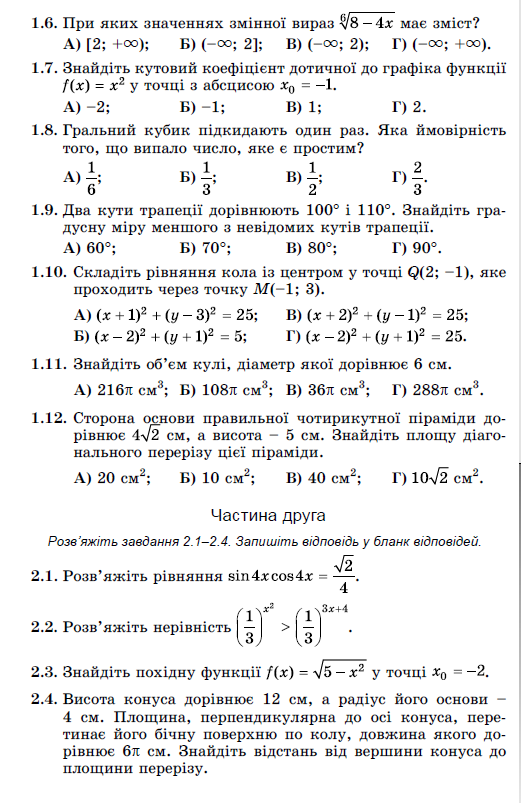 1.6. При яких значеннях змінної вираз ⁶√(8 − 4x) має зміст?
А) [2; +∞); Б) (−∞; 2]; В) (−∞; 2); Г) (−∞; +∞).
1.7. Знайдіть кутовий коефіцієнт дотичної до графіка функції
f(x) = x² у точці з абсцисою x₀ = −1.
А) −2; Б) −1; В) 1; Г) 2.
1.8. Гральний кубик підкидають один раз. Яка ймовірність
того, що випало число, яке є простим?
А) 1/6; Б) 1/3; В) 1/2; Г) 2/3.
1.9. Два кути трапеції дорівнюють 100° і 110°. Знайдіть гра-
дусну міру меншого з невідомих кутів трапеції.
А) 60°; Б) 70°; В) 80°; Г) 90°.
1.10. Складіть рівняння кола із центром у точці Q(2; −1), яке
проходить через точку M(−1; 3).
А) (x + 1)² + (y − 3)² = 25; В) (x + 2)² + (y − 1)² = 25;
Б) (x − 2)² + (y + 1)² = 5; Г) (x − 2)² + (y + 1)² = 25.
1.11. Знайдіть об’єм кулі, діаметр якої дорівнює 6 см.
А) 216π см³; Б) 108π см³; В) 36π см³; Г) 288π см³.
1.12. Сторона основи правильної чотирикутної піраміди до-
рівнює 4√2 см, а висота – 5 см. Знайдіть площу діаго-
нального перерізу цієї піраміди.
А) 20 см²; Б) 10 см²; В) 40 см²; Г) 10√2 см².
Частина друга
Розв’яжіть завдання 2.1–2.4. Запишіть відповідь у бланк відповідей.
2.1. Розв’яжіть рівняння sin4xcos4x = √2/4.
2.2. Розв’яжіть нерівність (1/3)^(x²) > (1/3)^(3x+4).
2.3. Знайдіть похідну функції f(x) = √(5 − x²) у точці x₀ = −2.
2.4. Висота конуса дорівнює 12 см, а радіус його основи –
4 см. Площина, перпендикулярна до осі конуса, пере-
тинає його бічну поверхню по колу, довжина якого до-
рівнює 6π см. Знайдіть відстань від вершини конуса до
площини перерізу.